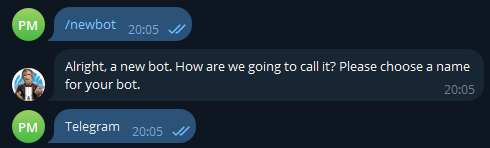 PM
/newbot 20:05
Alright, a new bot. How are we going to call it? Please choose a name
for your bot.
20:05
PM
Telegram 20:05